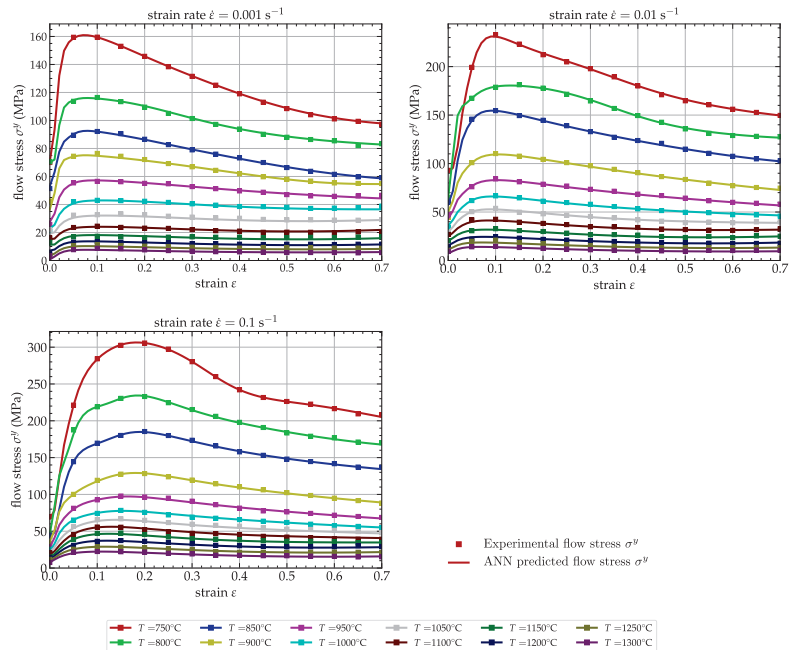 strain rate ε̇ = 0.001 s⁻¹
flow stress σʸ (MPa)
160
140
120
100
80
60
40
20
0
0.0 0.1 0.2 0.3 0.4 0.5 0.6 0.7
strain ε
strain rate ε̇ = 0.01 s⁻¹
flow stress σʸ (MPa)
200
150
100
50
0
0.0 0.1 0.2 0.3 0.4 0.5 0.6 0.7
strain ε
strain rate ε̇ = 0.1 s⁻¹
flow stress σʸ (MPa)
300
250
200
150
100
50
0
0.0 0.1 0.2 0.3 0.4 0.5 0.6 0.7
strain ε
Experimental flow stress σʸ
ANN predicted flow stress σʸ
T =750°C T =850°C T =950°C T =1050°C T =1150°C T =1250°C
T =800°C T =900°C T =1000°C T =1100°C T =1200°C T =1300°C